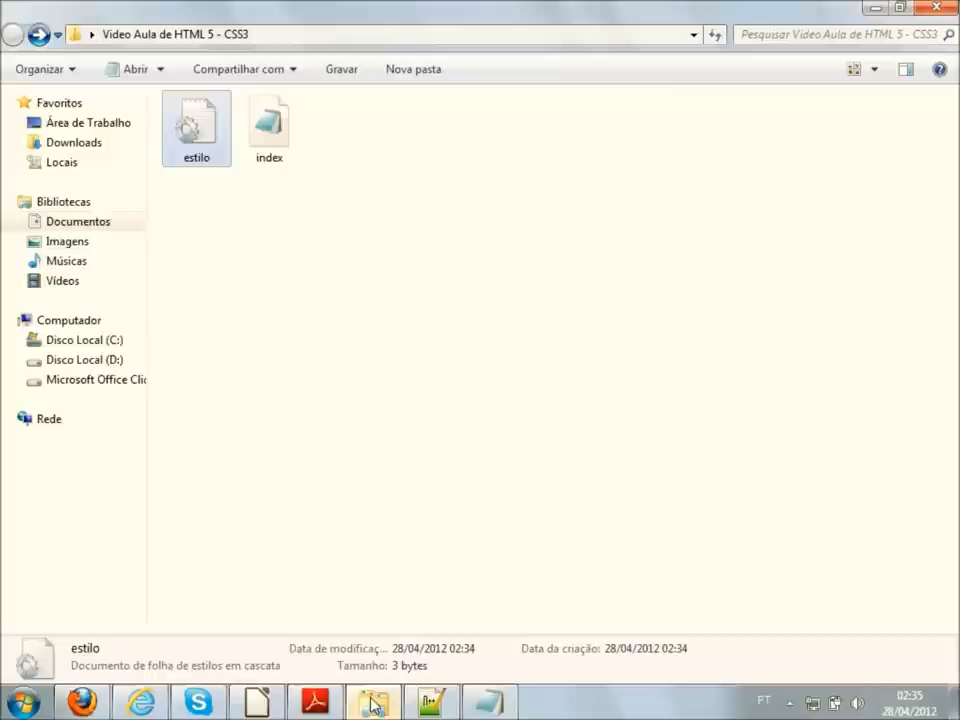 Video Aula de HTML 5 - CSS3
Pesquisar Video Aula de HTML 5 - CSS3
Organizar Abrir Compartilhar com Gravar Nova pasta
Favoritos
Área de Trabalho
Downloads
Locais
Bibliotecas
Documentos
Imagens
Músicas
Vídeos
Computador
Disco Local (C:)
Disco Local (D:)
Microsoft Office Clic
Rede
estilo
index
estilo Data de modificaç... 28/04/2012 02:34 Data da criação: 28/04/2012 02:34
Documento de folha de estilos em cascata Tamanho: 3 bytes
PT
02:35
28/04/2012